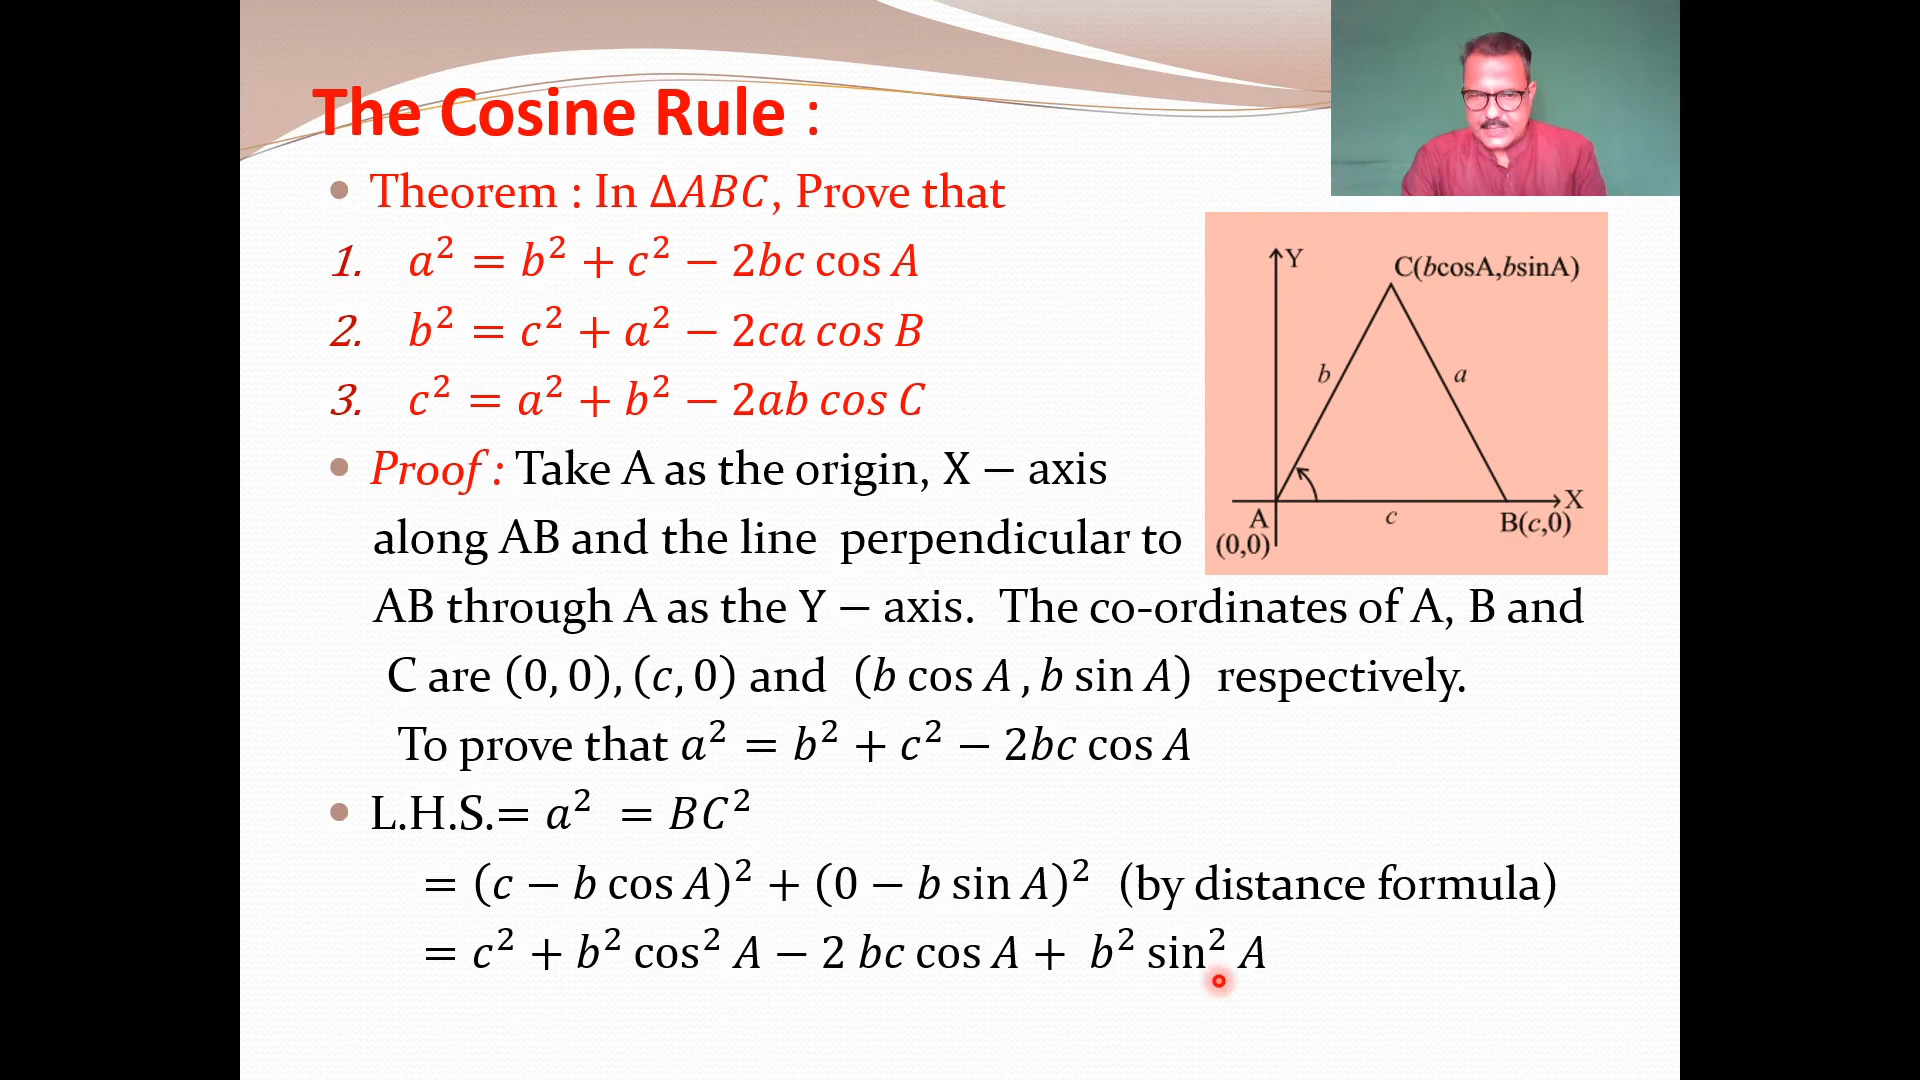 The Cosine Rule :
• Theorem : In ΔABC, Prove that
1. a² = b² + c² − 2bc cos A
2. b² = c² + a² − 2ca cos B
3. c² = a² + b² − 2ab cos C
• Proof : Take A as the origin, X − axis
along AB and the line perpendicular to
AB through A as the Y − axis. The co-ordinates of A, B and
C are (0, 0), (c, 0) and (b cos A , b sin A) respectively.
To prove that a² = b² + c² − 2bc cos A
• L.H.S.= a² = BC²
= (c − b cos A)² + (0 − b sin A)² (by distance formula)
= c² + b² cos² A − 2 bc cos A + b² sin² A
Y
C(bcosA,bsinA)
b
a
X
A
c
B(c,0)
(0,0)